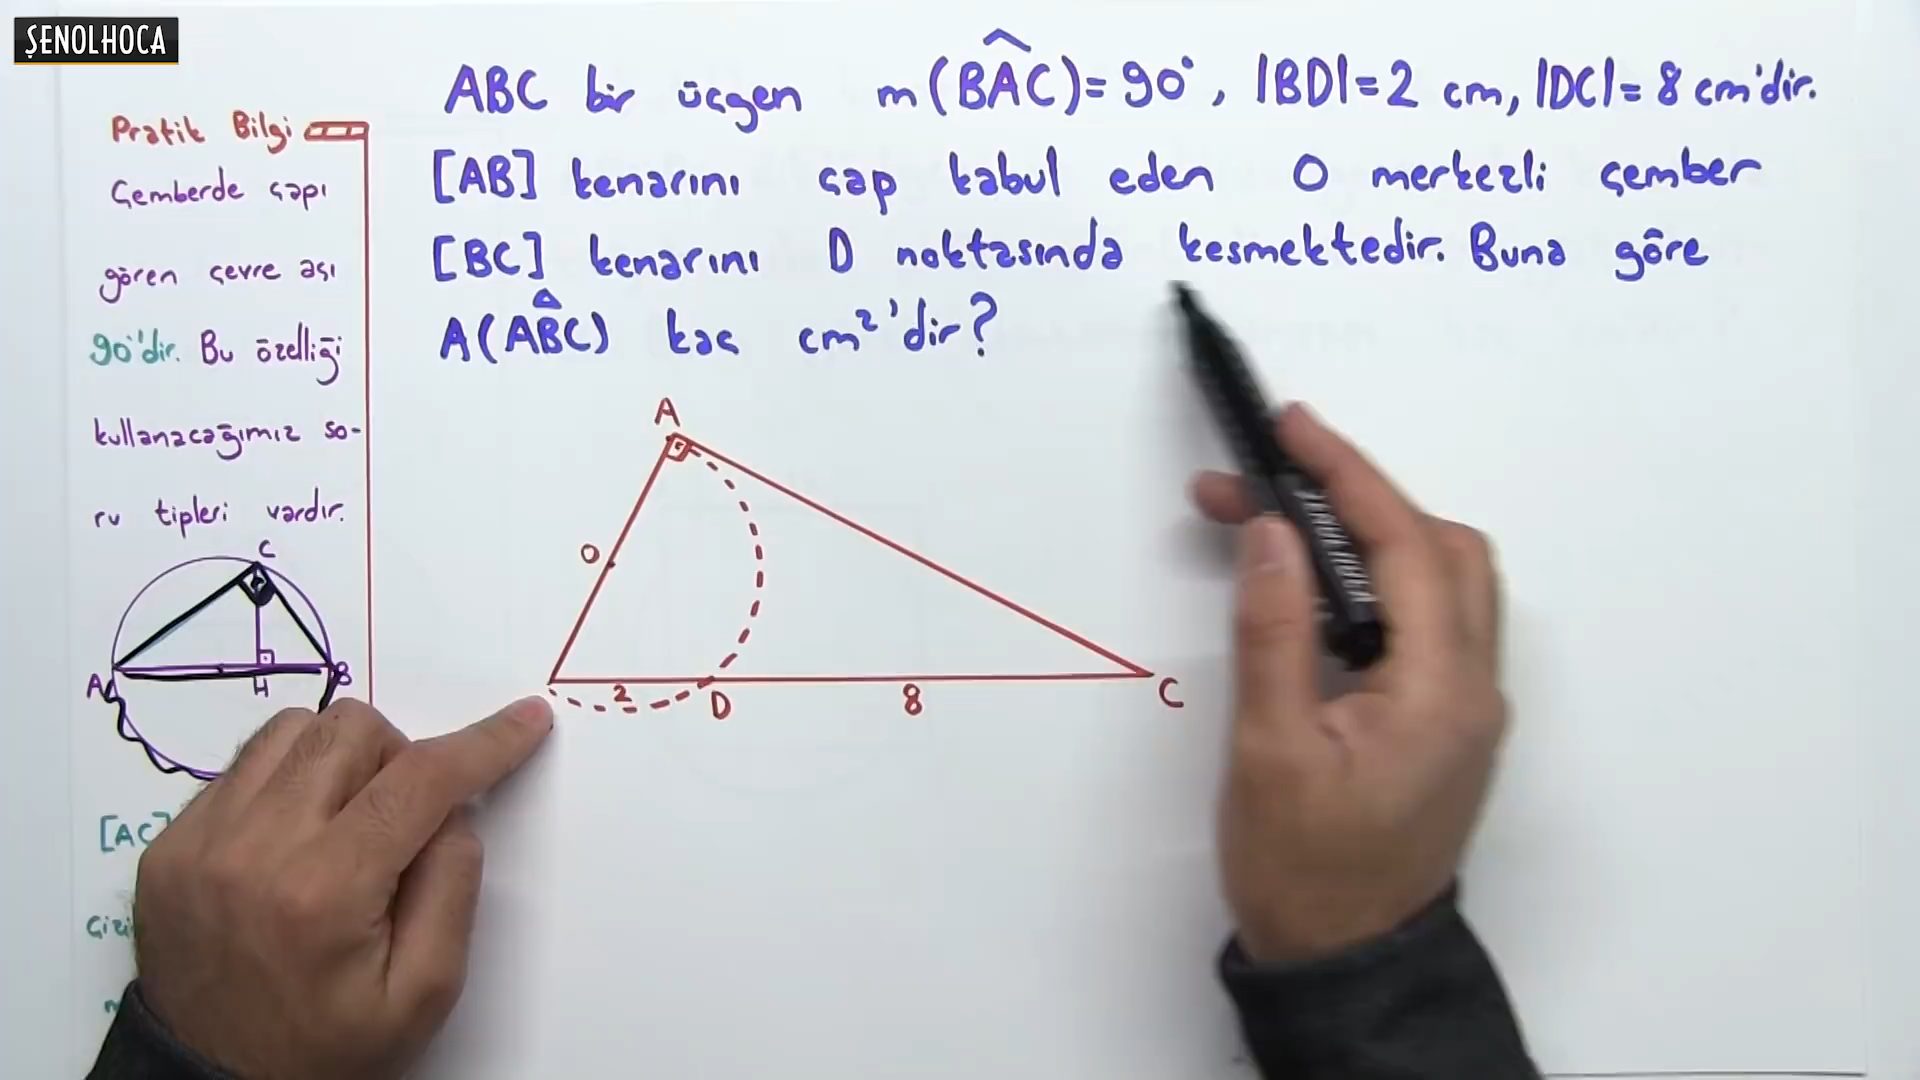 ŞENOLHOCA
ABC bir üçgen m(BAC)=90°, |BD|=2 cm, |DC|=8 cm'dir.
[AB] kenarını çap kabul eden O merkezli çember
[BC] kenarını D noktasında kesmektedir. Buna göre
A(ABC) kaç cm²'dir?
Pratik Bilgi
Çemberde çapı
gören çevre açı
90°'dir. Bu özelliği
kullanacağımız so-
ru tipleri vardır.
C
A
H
B
[AC]
A
O
2
D
8
C